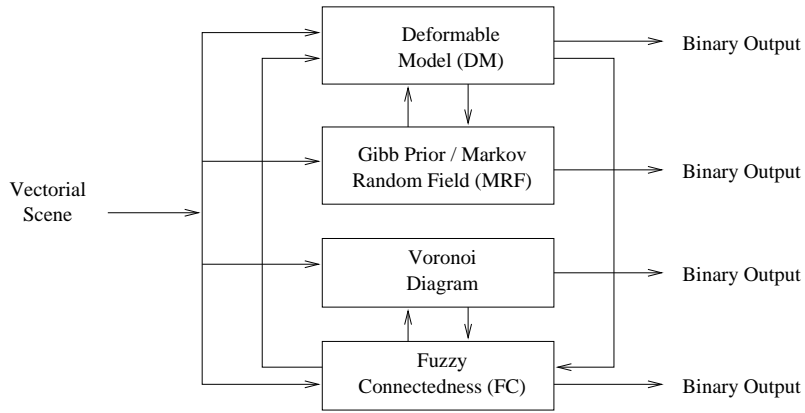 Deformable
Model (DM)
Binary Output
Gibb Prior / Markov
Random Field (MRF)
Binary Output
Vectorial
Scene
Voronoi
Diagram
Binary Output
Fuzzy
Connectedness (FC)
Binary Output